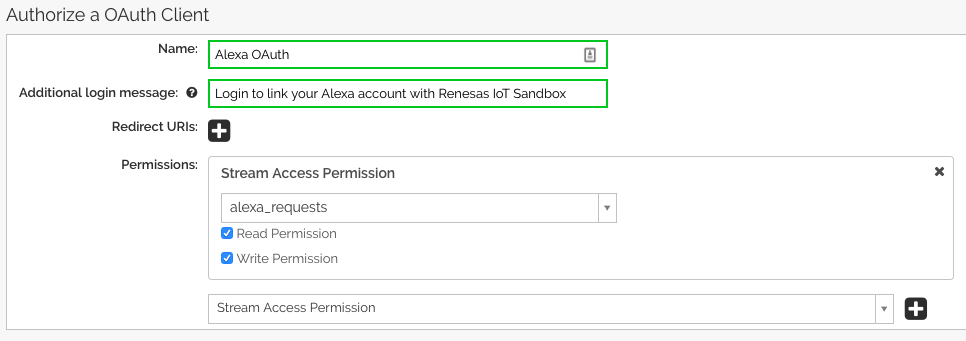 Authorize a OAuth Client
Name: Alexa OAuth
Additional login message: ? Login to link your Alexa account with Renesas IoT Sandbox
Redirect URIs:
Permissions:
Stream Access Permission
alexa_requests
Read Permission
Write Permission
Stream Access Permission